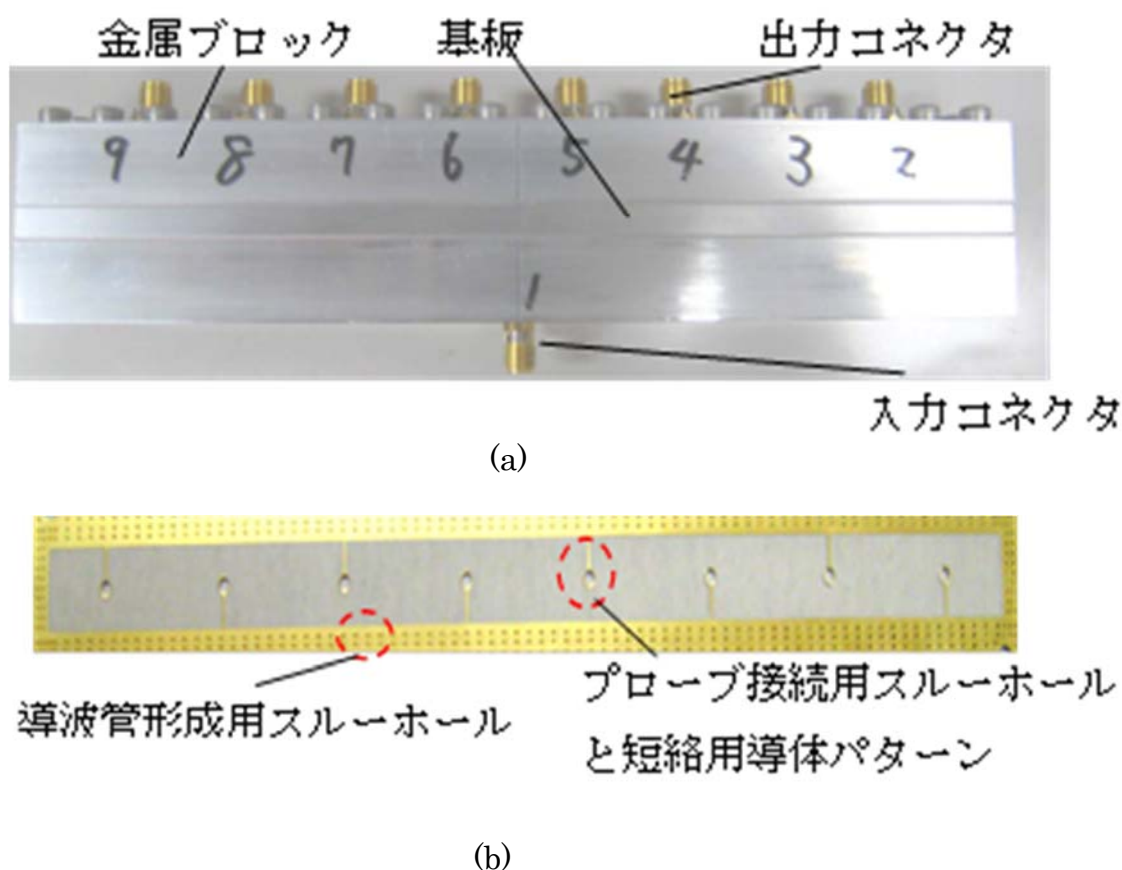 金属ブロック 基板 出力コネクタ
9 8 7 6 5 4 3 2
1
入力コネクタ
(a)
導波管形成用スルーホール
プローブ接続用スルーホール
と短絡用導体パターン
(b)